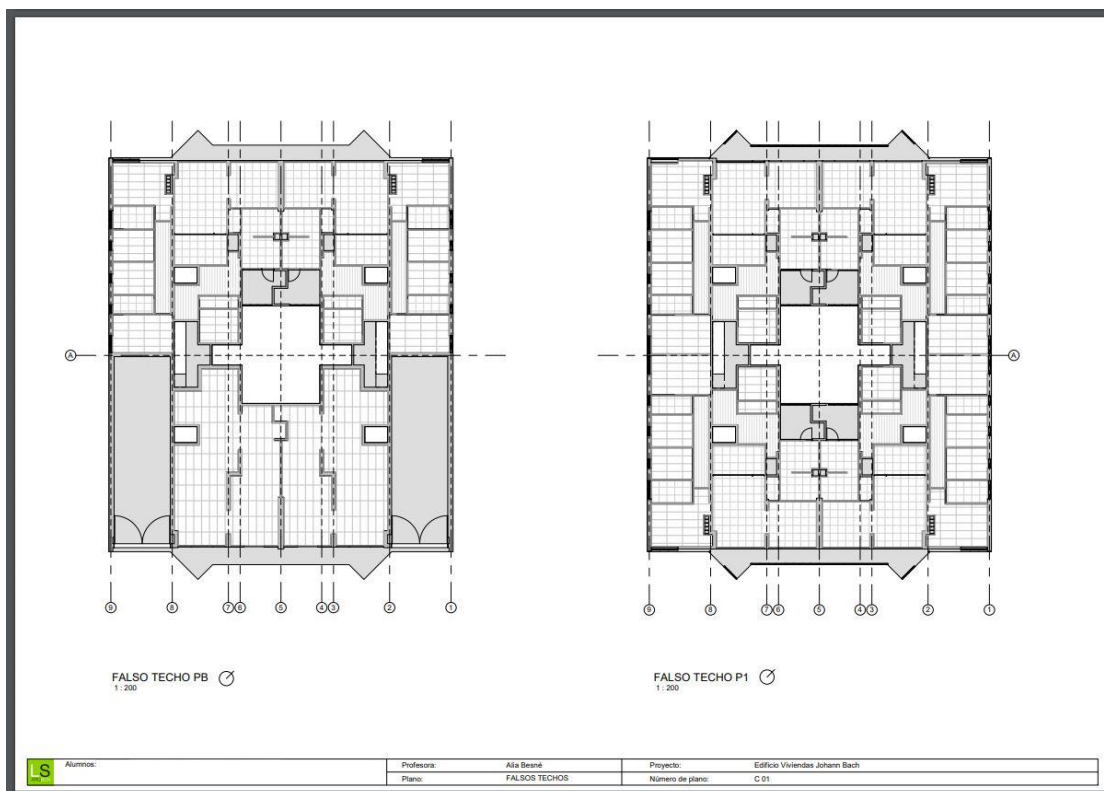 A
A
9
8
7
6
5
4
3
2
1
9
8
7
6
5
4
3
2
1
FALSO TECHO PB
1 : 200
FALSO TECHO P1
1 : 200
LS
Alumnos:
Profesora: Alia Besné
Proyecto: Edificio Viviendas Johann Bach
Plano: FALSOS TECHOS
Número de plano: C 01